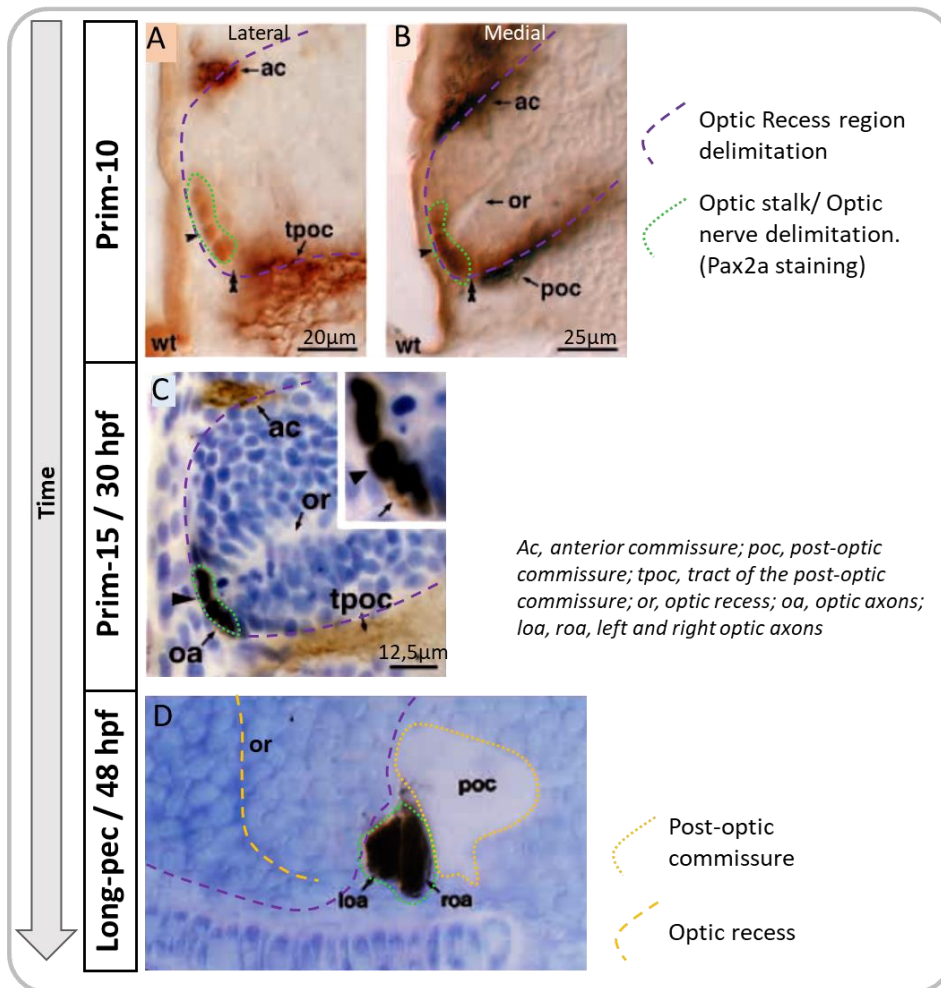 Time
Prim-10
Prim-15 / 30 hpf
Long-pec / 48 hpf
A
Lateral
ac
tpoc
wt
20µm
B
Medial
ac
or
poc
wt
25µm
Optic Recess region
delimitation
Optic stalk/ Optic
nerve delimitation.
(Pax2a staining)
C
ac
or
tpoc
oa
12,5µm
Ac, anterior commissure; poc, post-optic
commissure; tpoc, tract of the post-optic
commissure; or, optic recess; oa, optic axons;
loa, roa, left and right optic axons
D
or
poc
loa
roa
Post-optic
commissure
Optic recess